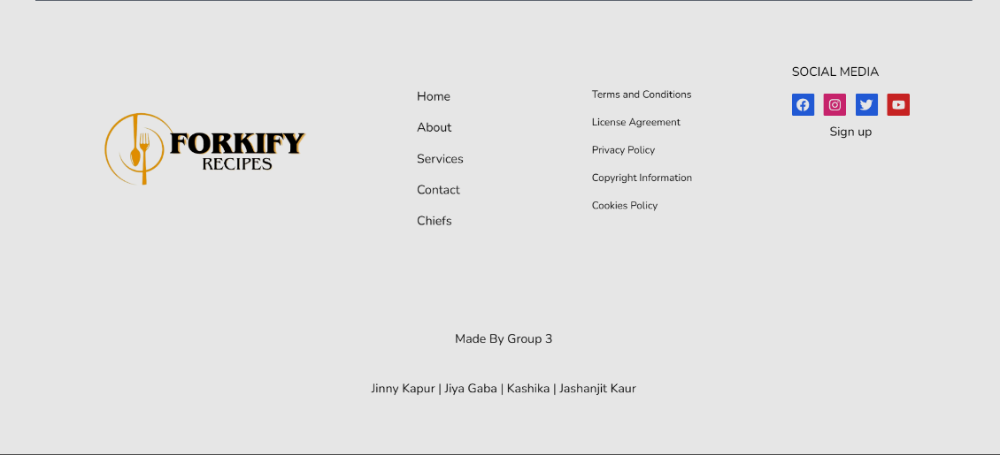 FORKIFY
RECIPES
Home
About
Services
Contact
Chiefs
Terms and Conditions
License Agreement
Privacy Policy
Copyright Information
Cookies Policy
SOCIAL MEDIA
Sign up
Made By Group 3
Jinny Kapur | Jiya Gaba | Kashika | Jashanjit Kaur